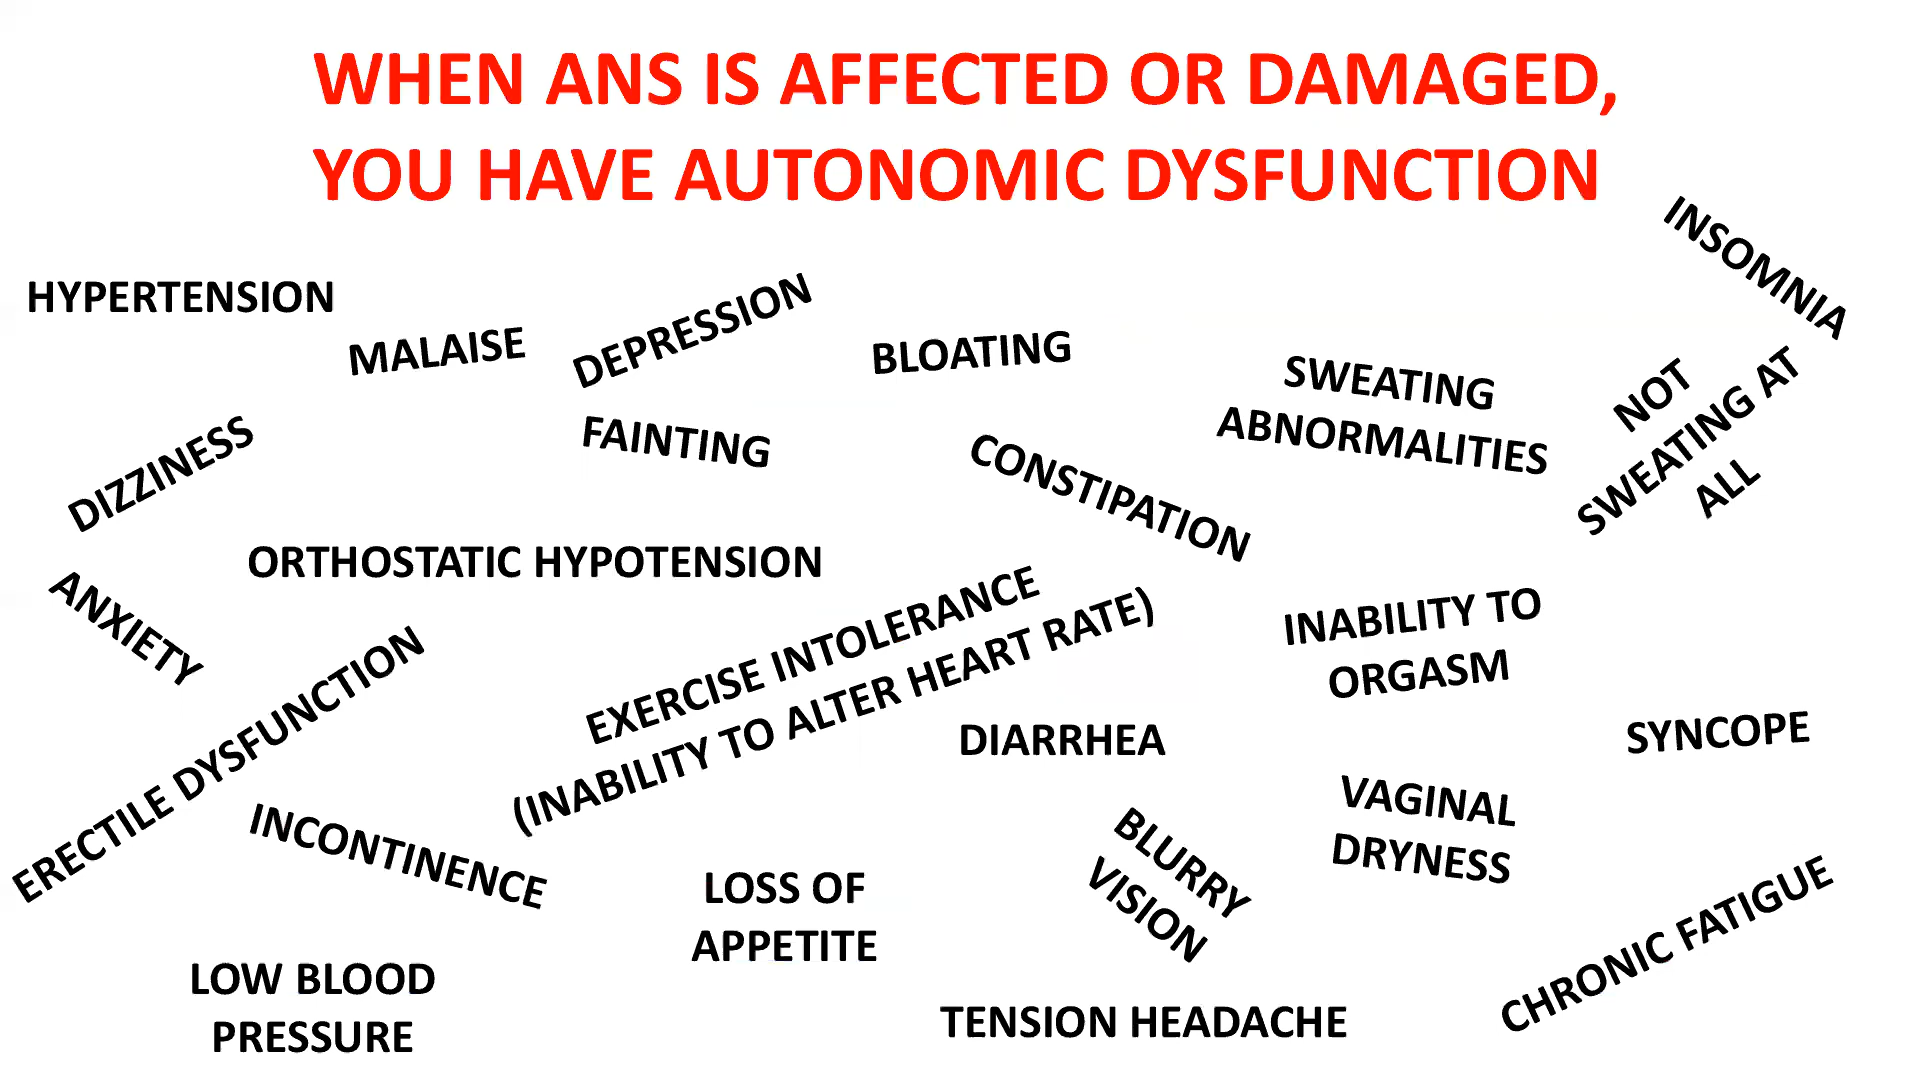 WHEN ANS IS AFFECTED OR DAMAGED,
YOU HAVE AUTONOMIC DYSFUNCTION
INSOMNIA
HYPERTENSION
MALAISE
DEPRESSION
BLOATING
SWEATING
ABNORMALITIES
NOT
SWEATING AT
ALL
DIZZINESS
FAINTING
CONSTIPATION
ORTHOSTATIC HYPOTENSION
ANXIETY
EXERCISE INTOLERANCE
(INABILITY TO ALTER HEART RATE)
INABILITY TO
ORGASM
ERECTILE DYSFUNCTION
DIARRHEA
SYNCOPE
INCONTINENCE
VAGINAL
DRYNESS
BLURRY
VISION
LOSS OF
APPETITE
CHRONIC FATIGUE
LOW BLOOD
PRESSURE
TENSION HEADACHE